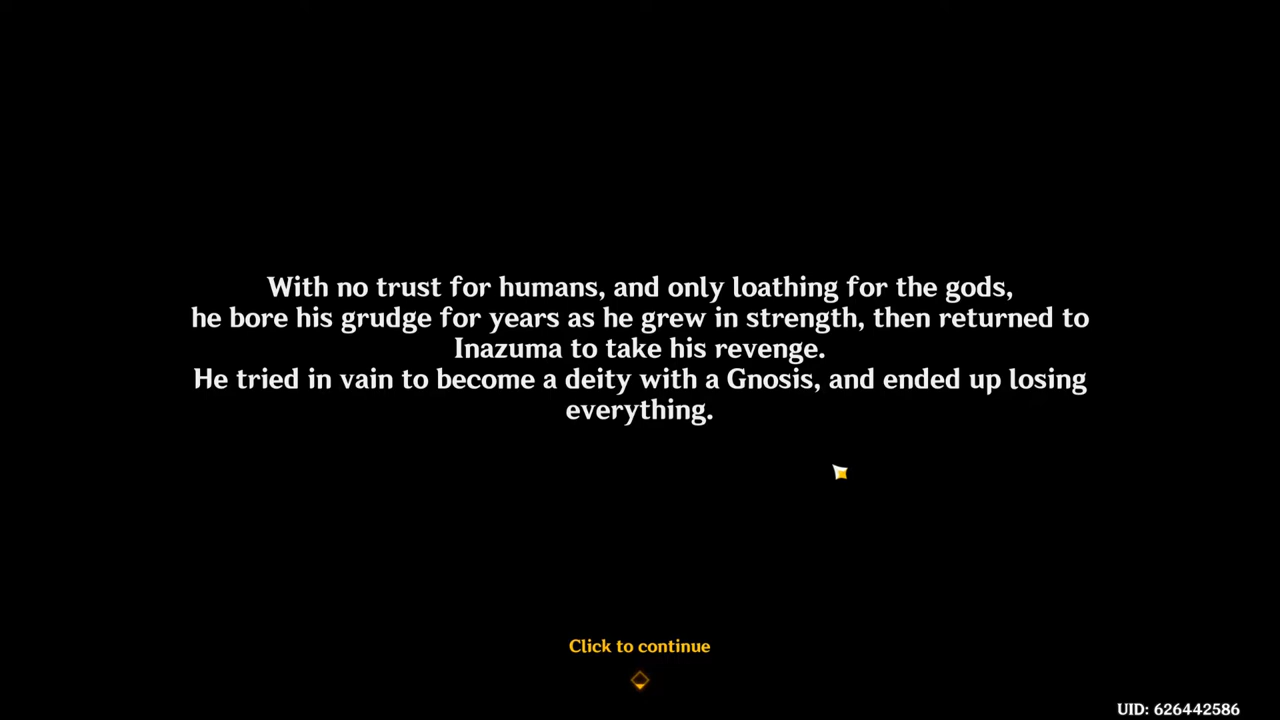 With no trust for humans, and only loathing for the gods,
he bore his grudge for years as he grew in strength, then returned to
Inazuma to take his revenge.
He tried in vain to become a deity with a Gnosis, and ended up losing
everything.
Click to continue
UID: 626442586